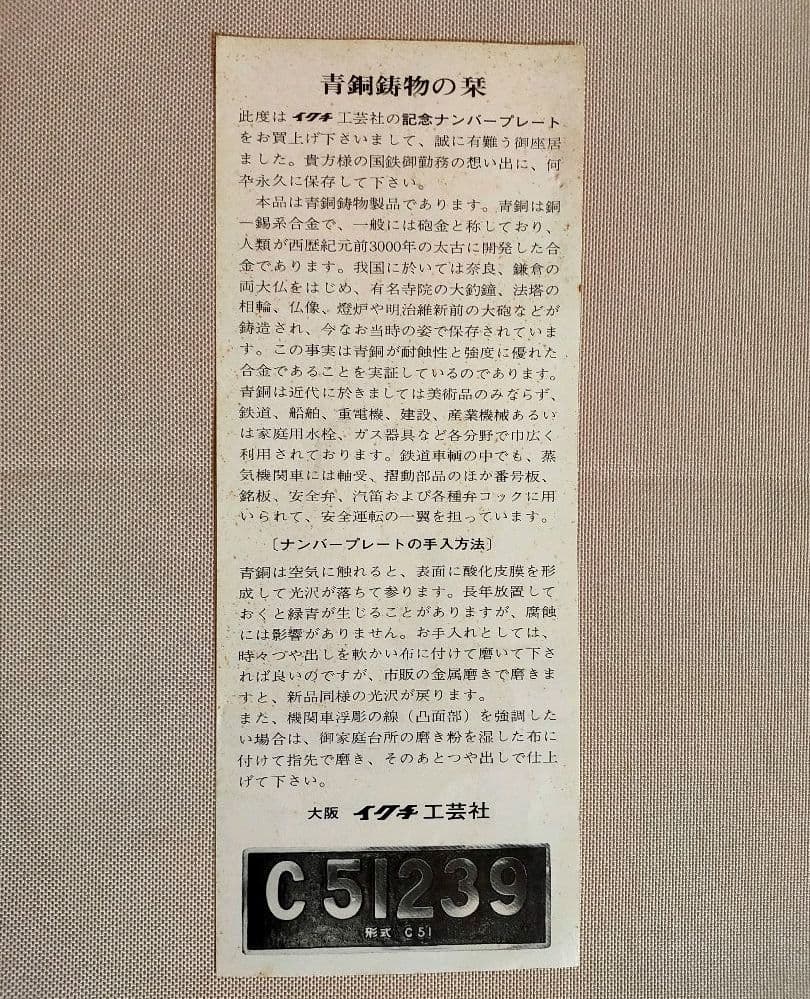 青銅鋳物の栞
此度はイクチ工芸社の記念ナンバープレート
をお買上げ下さいまして、誠に有難う御座居
ました。貴方様の国鉄御勤務の想い出に、何
卆永久に保存して下さい。
本品は青銅鋳物製品であります。青銅は銅
ー錫系合金で、一般には砲金と称しており、
人類が西歴紀元前3000年の太古に開発した合
金であります。我国に於いては奈良、鎌倉の
両大仏をはじめ、有名寺院の大釣鐘、法塔の
相輪、仏像、燈炉や明治維新前の大砲などが
鋳造され、今なお当時の姿で保存されていま
す。この事実は青銅が耐蝕性と強度に優れた
合金であることを実証しているのであります。
青銅は近代に於きましては美術品のみならず、
鉄道、船舶、重電機、建設、産業機械あるい
は家庭用水栓、ガス器具など各分野で巾広く
利用されております。鉄道車輌の中でも、蒸
気機関車には軸受、摺動部品のほか番号板、
銘板、安全弁、汽笛および各種弁コックに用
いられて、安全運転の一翼を担っています。
〔ナンバープレートの手入方法〕
青銅は空気に触れると、表面に酸化皮膜を形
成して光沢が落ちて参ります。長年放置して
おくと緑青が生じることがありますが、腐蝕
には影響がありません。お手入れとしては、
時々づや出しを軟かい布に付けて磨いて下さ
れば良いのですが、市販の金属磨きで磨きま
すと、新品同様の光沢が戻ります。
また、機関車浮彫の線（凸面部）を強調した
い場合は、御家庭台所の磨き粉を湿した布に
付けて指先で磨き、そのあとつや出しで仕上
げて下さい。
大阪 イクチ工芸社
C51239
形式 C51